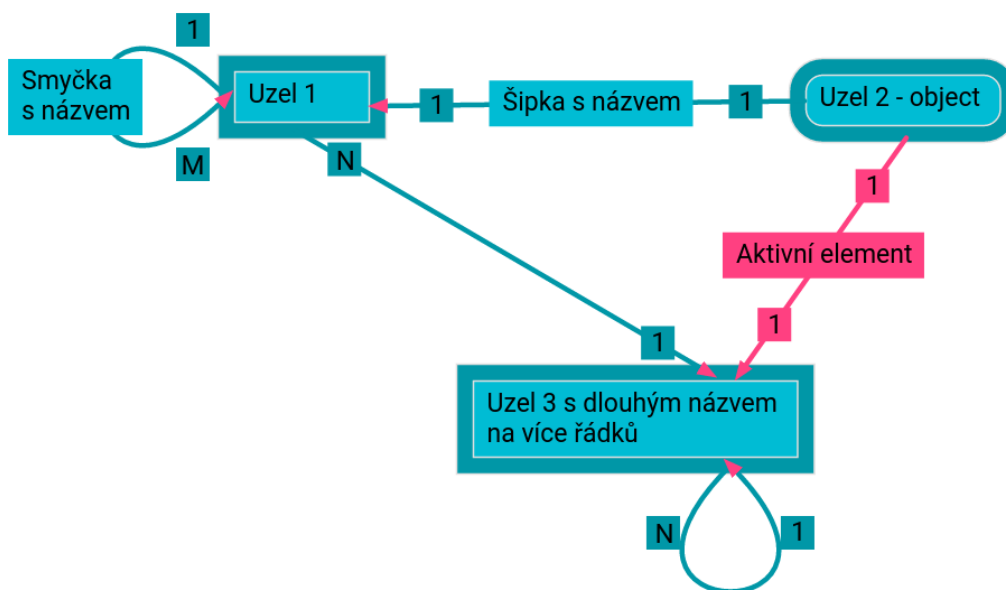 1
Smyčka
s názvem
M
Uzel 1
1
Šipka s názvem
1
Uzel 2 - object
N
1
Aktivní element
1
1
Uzel 3 s dlouhým názvem
na více řádků
N
1